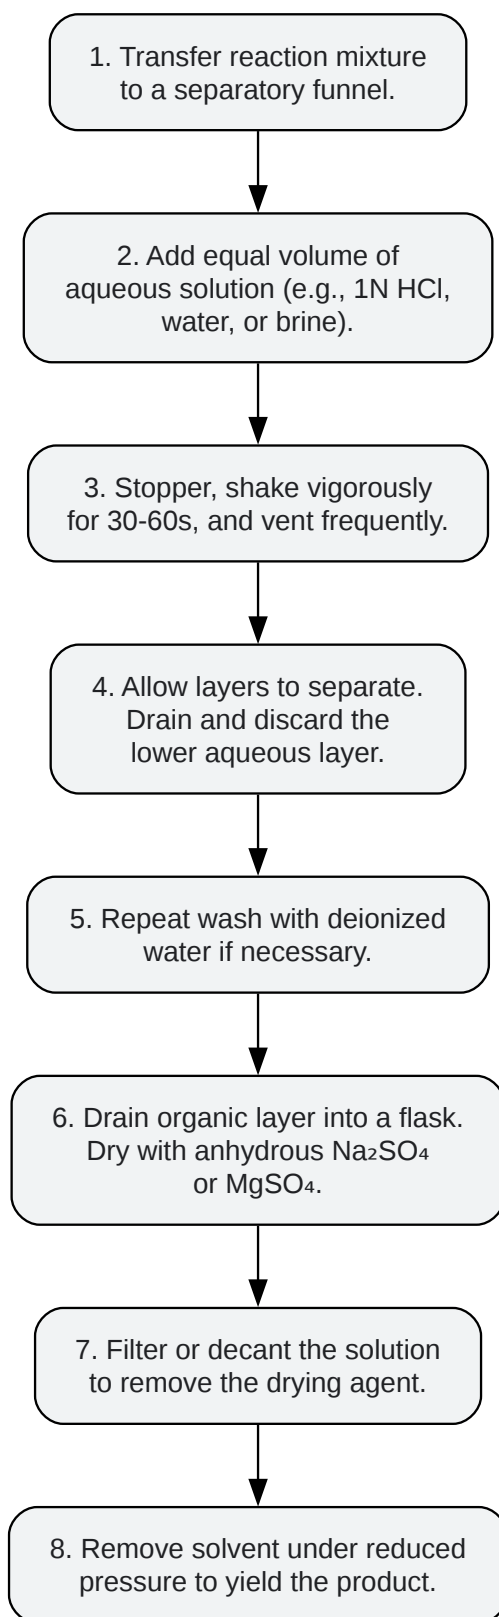 1. Transfer reaction mixture
to a separatory funnel.
2. Add equal volume of
aqueous solution (e.g., 1N HCl,
water, or brine).
3. Stopper, shake vigorously
for 30-60s, and vent frequently.
4. Allow layers to separate.
Drain and discard the
lower aqueous layer.
5. Repeat wash with deionized
water if necessary.
6. Drain organic layer into a flask.
Dry with anhydrous Na₂SO₄
or MgSO₄.
7. Filter or decant the solution
to remove the drying agent.
8. Remove solvent under reduced
pressure to yield the product.